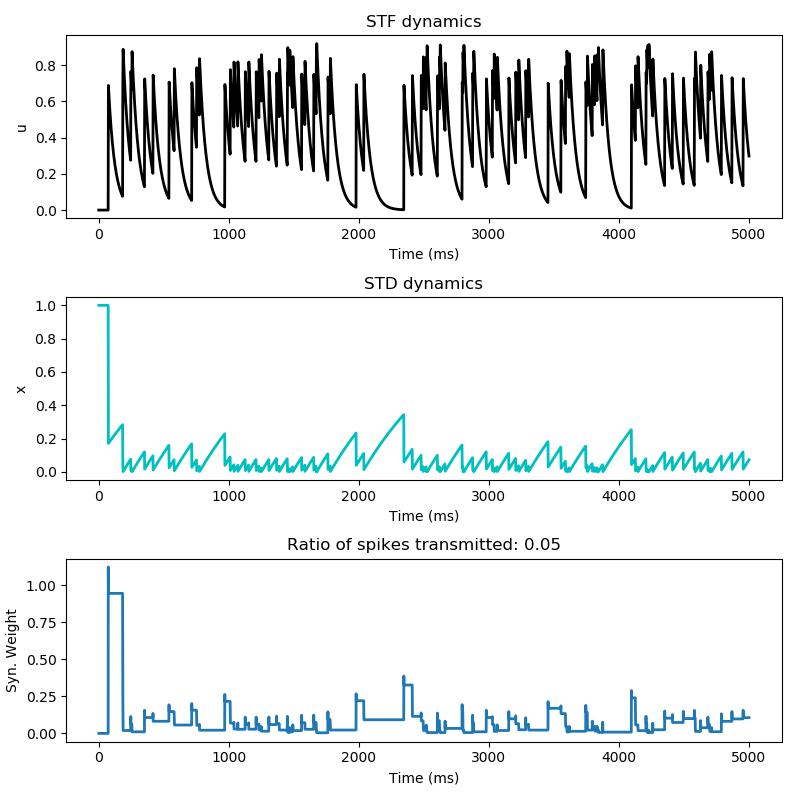 STF dynamics
0.8
0.6
0.4
0.2
0.0
u
0 1000 2000 3000 4000 5000
Time (ms)
STD dynamics
1.0
0.8
0.6
0.4
0.2
0.0
x
0 1000 2000 3000 4000 5000
Time (ms)
Ratio of spikes transmitted: 0.05
1.00
0.75
0.50
0.25
0.00
Syn. Weight
0 1000 2000 3000 4000 5000
Time (ms)